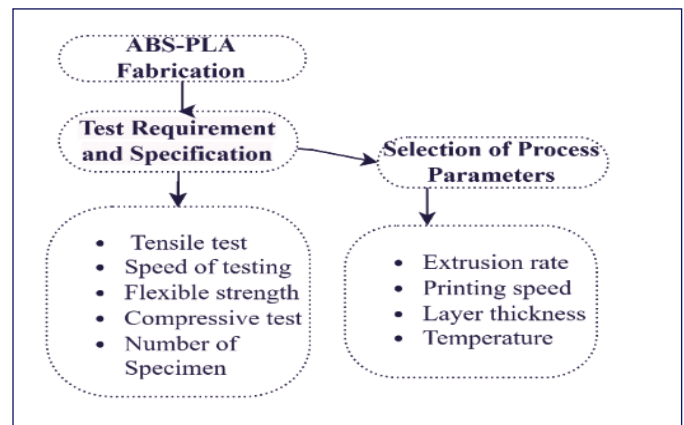 ABS-PLA
Fabrication
Test Requirement
and Specification
Selection of Process
Parameters
• Tensile test
• Speed of testing
• Flexible strength
• Compressive test
• Number of
Specimen
• Extrusion rate
• Printing speed
• Layer thickness
• Temperature